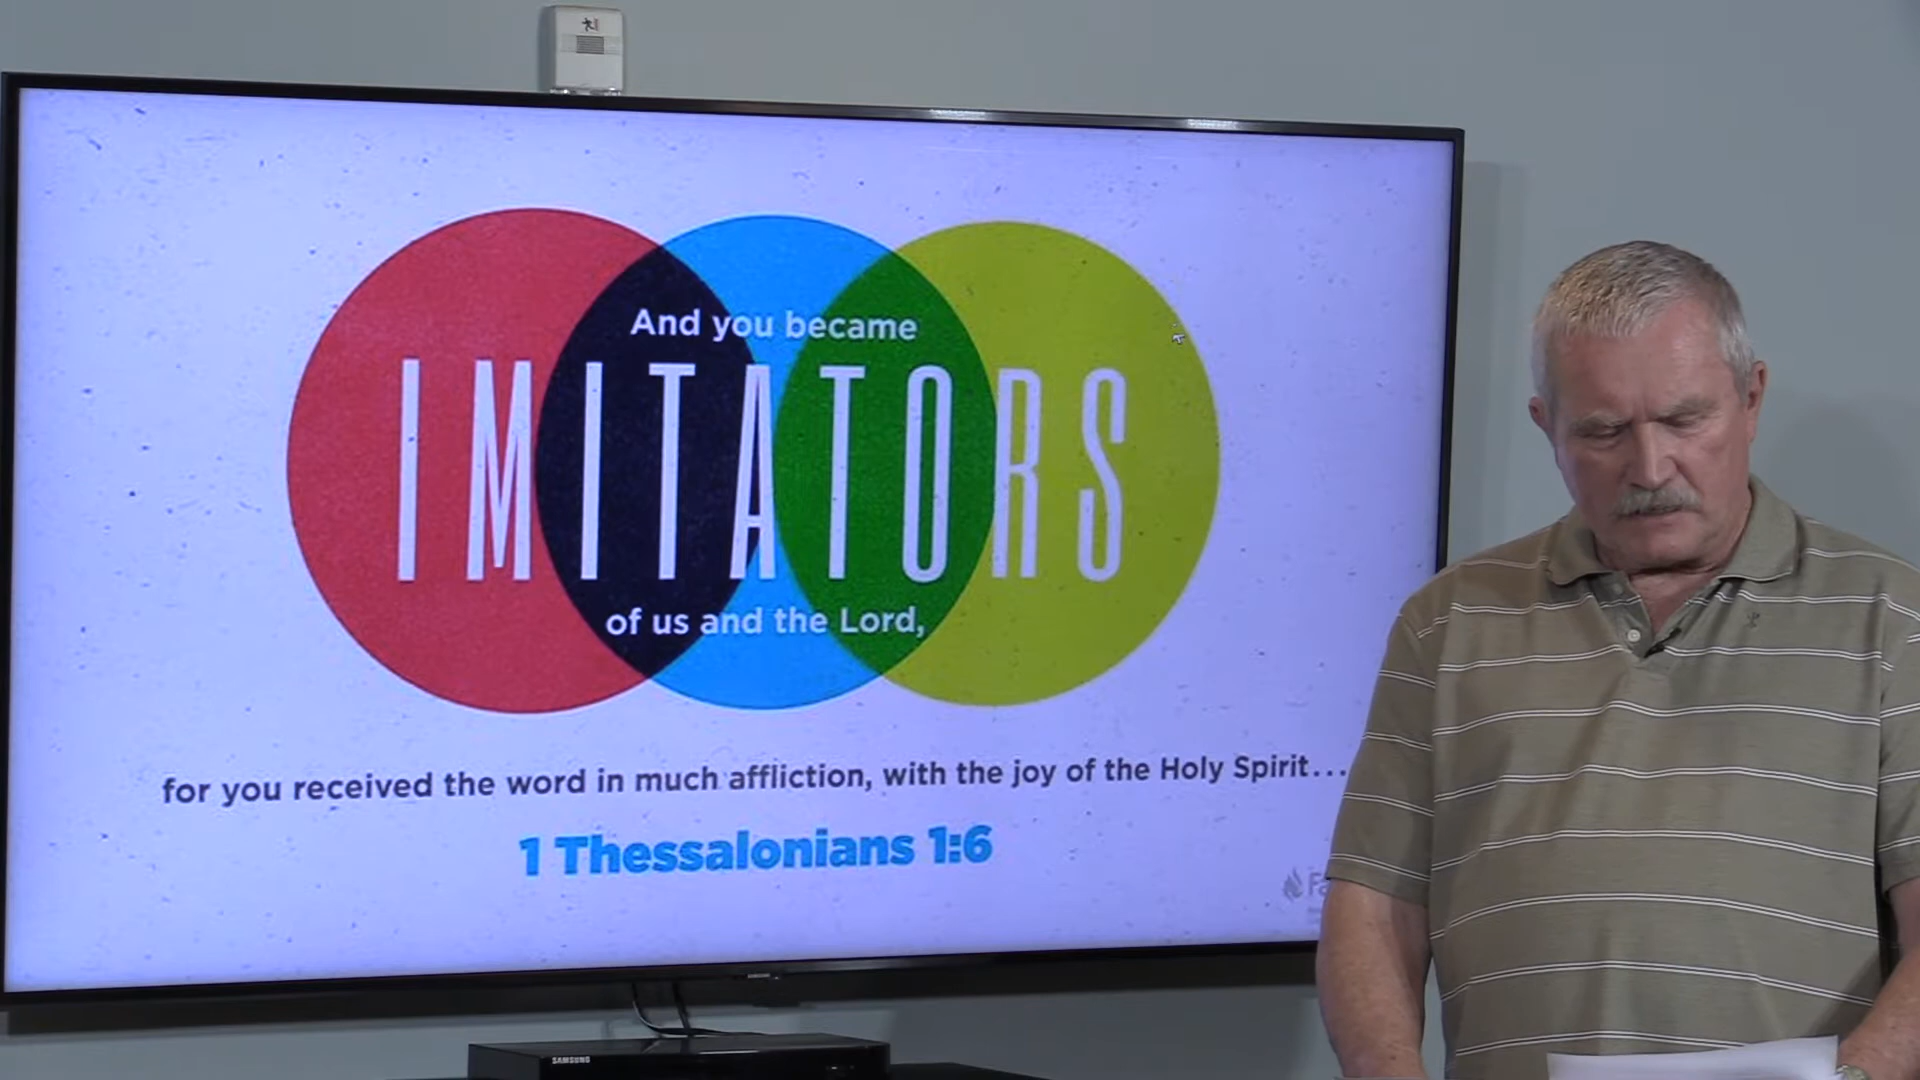 And you became
IMITATORS
of us and the Lord,
for you received the word in much affliction, with the joy of the Holy Spirit...
1 Thessalonians 1:6
SAMSUNG
SAMSUNG